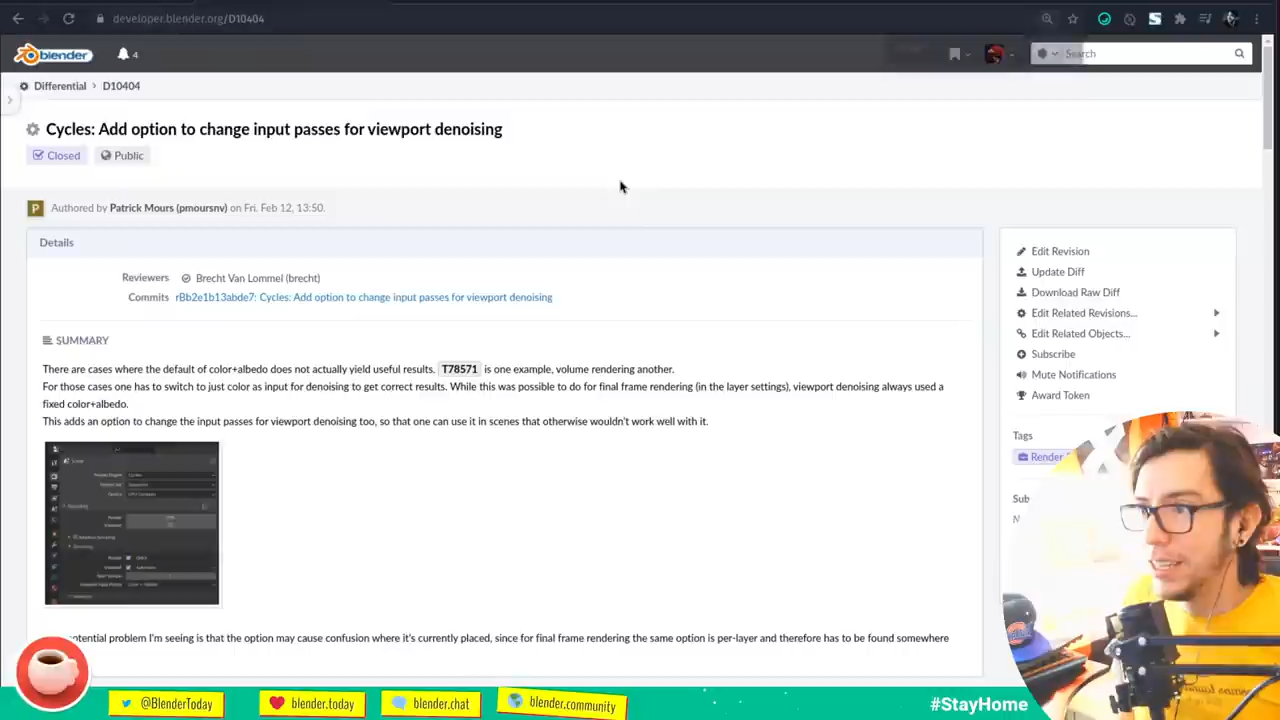 developer.blender.org/D10404
blender
4
Search
Differential > D10404
Cycles: Add option to change input passes for viewport denoising
Closed
Public
P
Authored by Patrick Mours (pmoursnv) on Fri. Feb 12, 13:50.
Details
Reviewers
Brecht Van Lommel (brecht)
Commits
rBb2e1b13abde7: Cycles: Add option to change input passes for viewport denoising
SUMMARY
There are cases where the default of color+albedo does not actually yield useful results. T78571 is one example, volume rendering another.
For those cases one has to switch to just color as input for denoising to get correct results. While this was possible to do for final frame rendering (in the layer settings), viewport denoising always used a
fixed color+albedo.
This adds an option to change the input passes for viewport denoising too, so that one can use it in scenes that otherwise wouldn't work well with it.
problem I'm seeing is that the option may cause confusion where it's currently placed, since for final frame rendering the same option is per-layer and therefore has to be found somewhere
Edit Revision
Update Diff
Download Raw Diff
Edit Related Revisions...
Edit Related Objects...
Subscribe
Mute Notifications
Award Token
Tags
Render
@BlenderToday
blender.today
blender.chat
blender.community
#StayHome